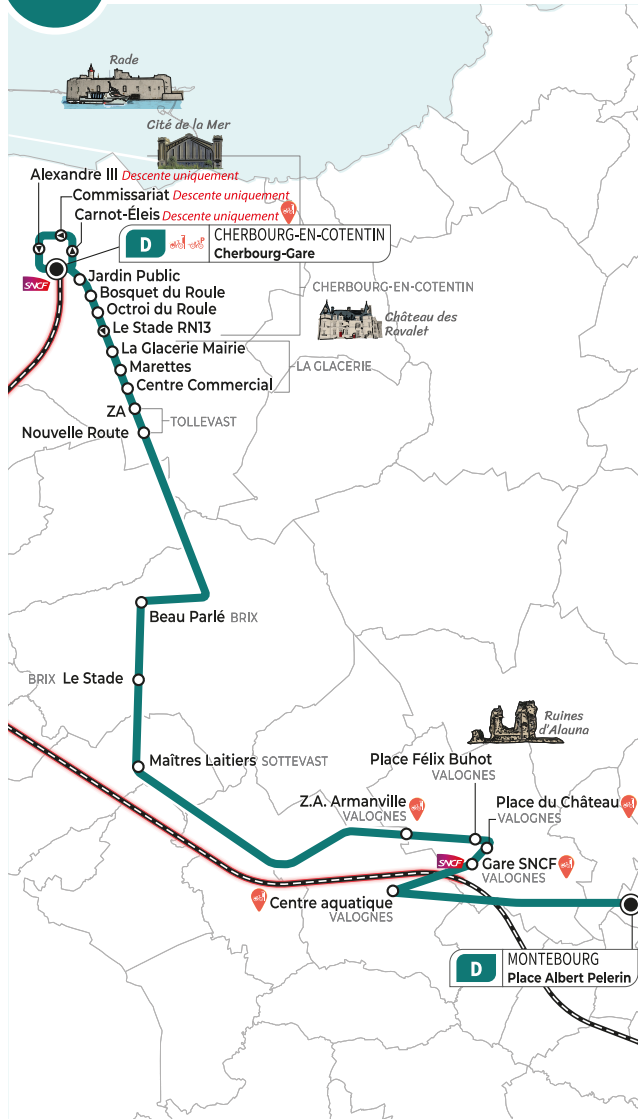 Rade
Cité de la Mer
Alexandre III Descente uniquement
Commissariat Descente uniquement
Carnot-Éleis Descente uniquement
D CHERBOURG-EN-COTENTIN
Cherbourg-Gare
SNCF
Jardin Public
Bosquet du Roule
CHERBOURG-EN-COTENTIN
Octroi du Roule
Château des
Ravalet
Le Stade RN13
La Glacerie Mairie
Marettes
LA GLACERIE
Centre Commercial
ZA
TOLLEVAST
Nouvelle Route
Beau Parlé BRIX
BRIX Le Stade
Ruines
d'Alauna
Maîtres Laitiers SOTTEVAST
Place Félix Buhot
VALOGNES
Z.A. Armanville
VALOGNES
Place du Château
VALOGNES
SNCF
Gare SNCF
VALOGNES
Centre aquatique
VALOGNES
D MONTEBOURG
Place Albert Pelerin